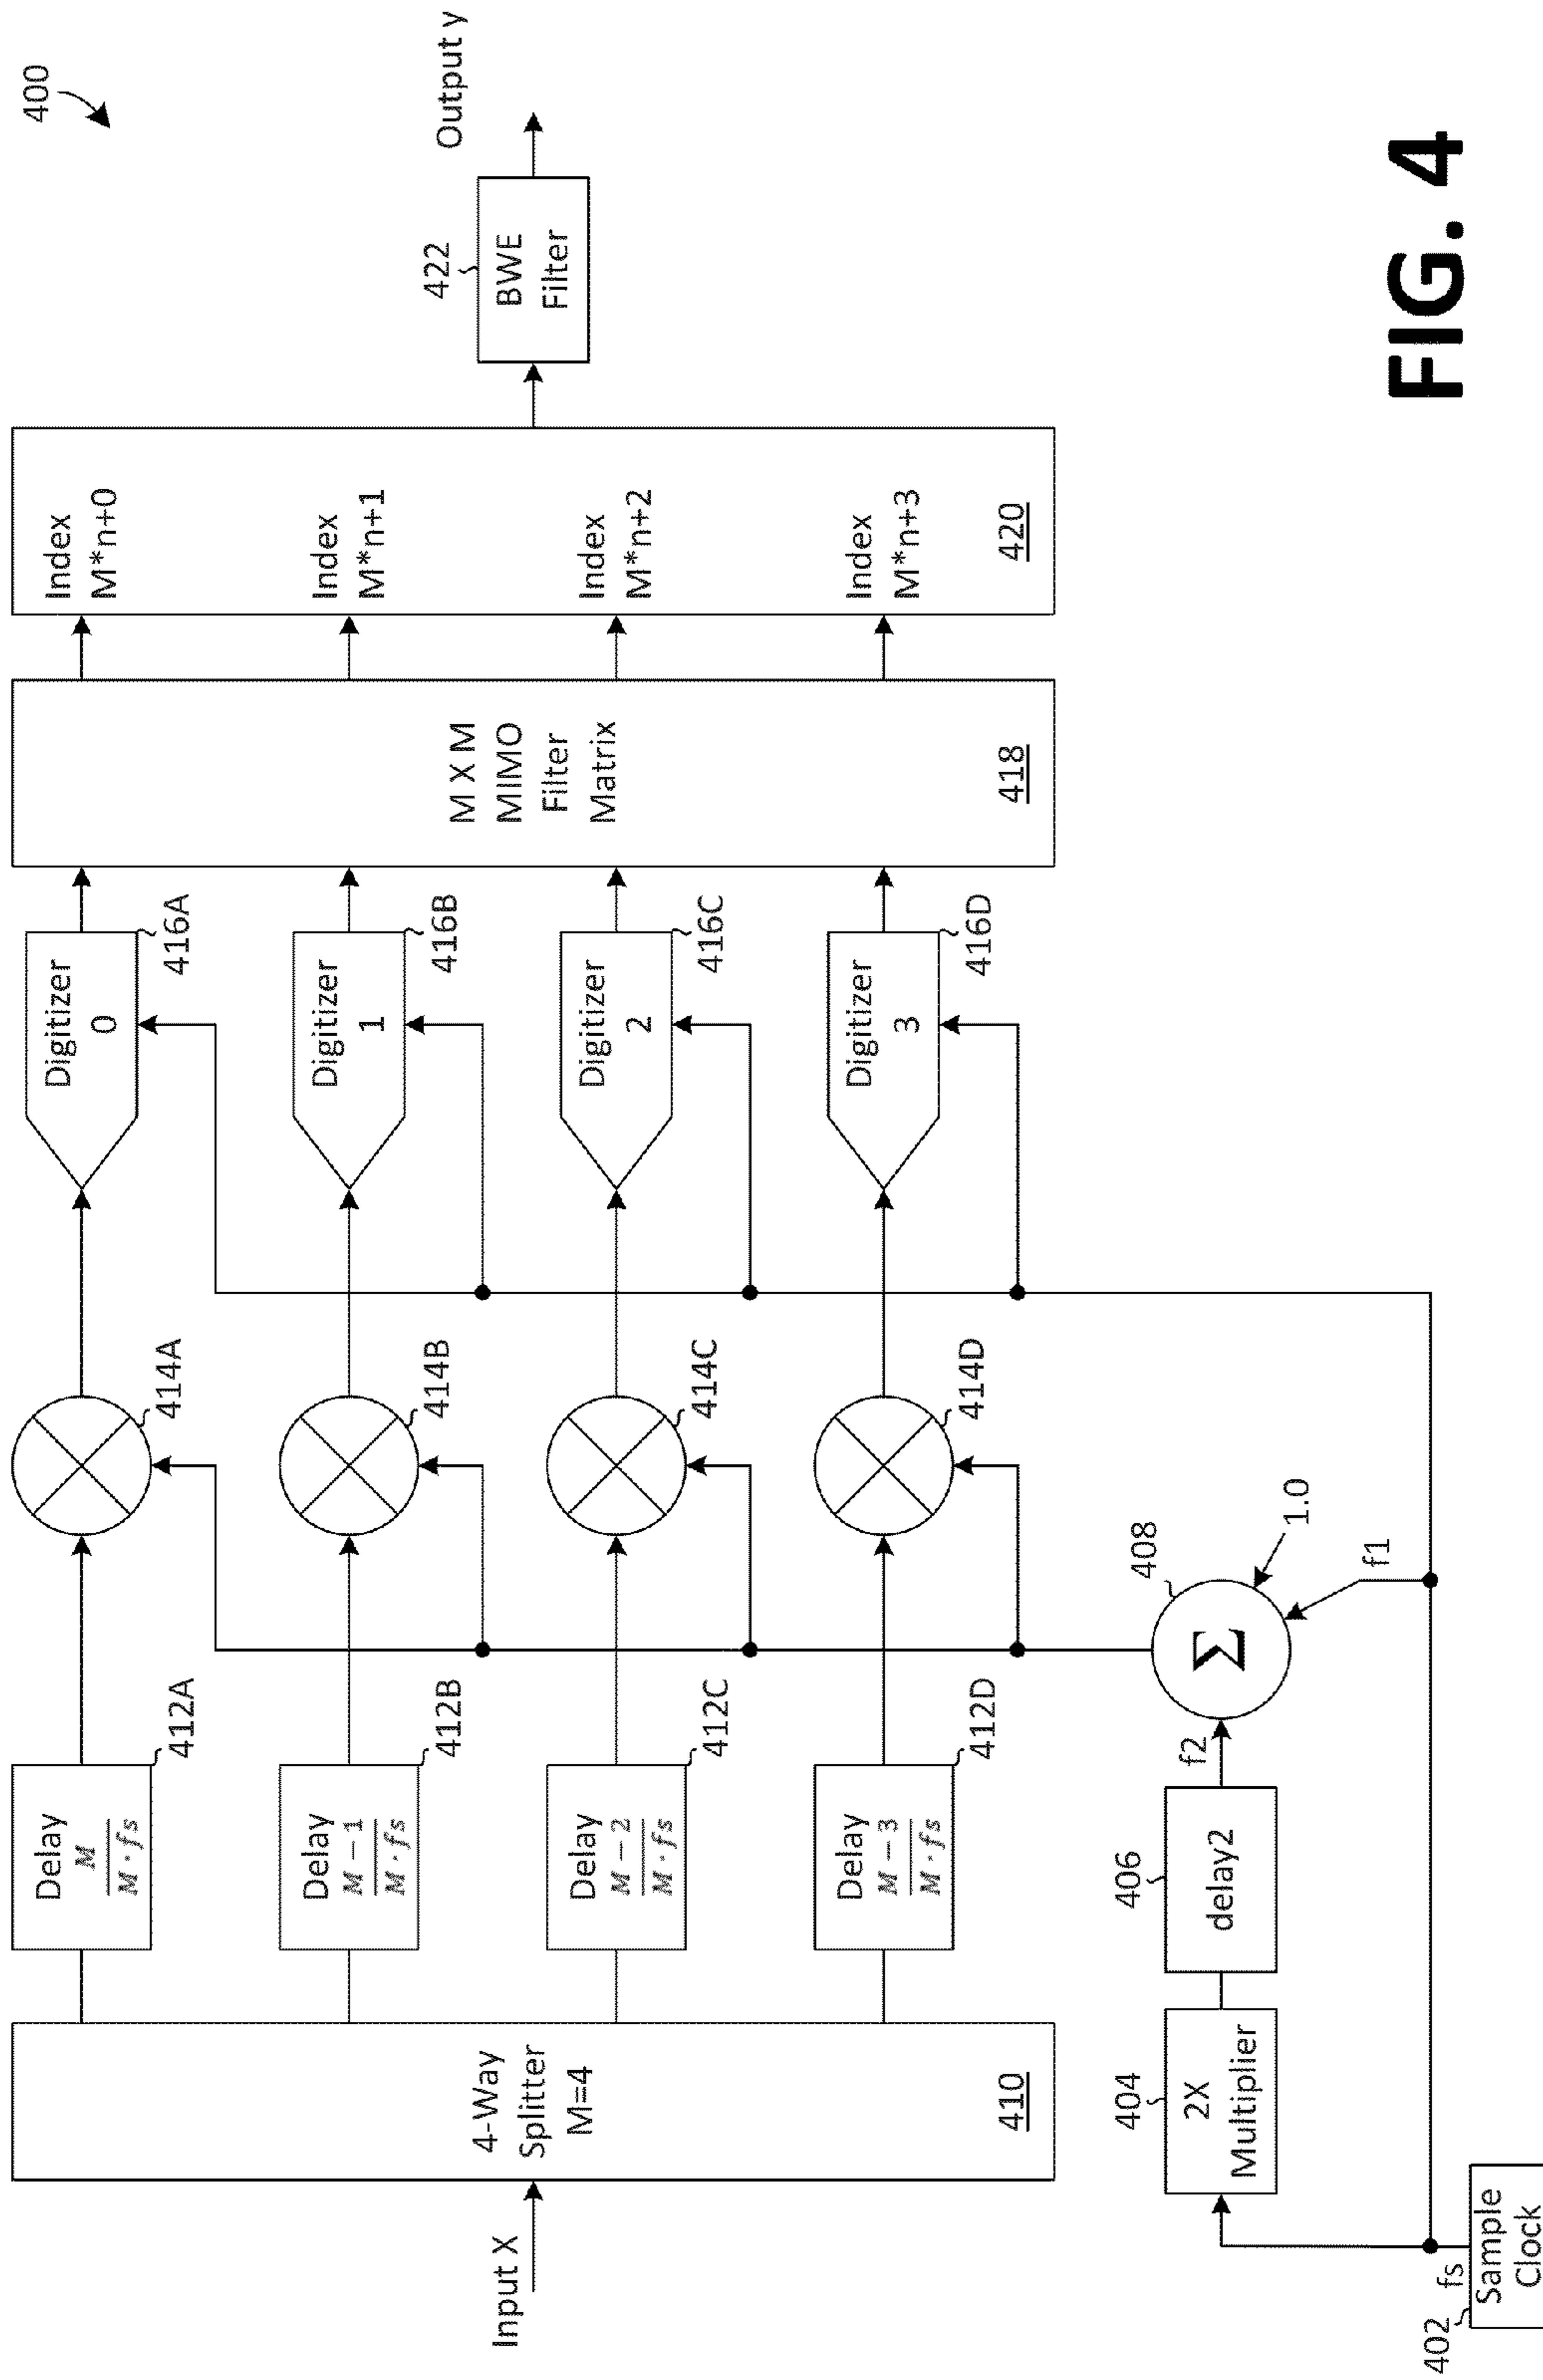 400
Input X
4-Way
Splitter
M=4
410
Delay
M
M · fs
412A
Delay
M − 1
M · fs
412B
Delay
M − 2
M · fs
412C
Delay
M − 3
M · fs
412D
414A
414B
414C
414D
Digitizer
0
416A
Digitizer
1
416B
Digitizer
2
416C
Digitizer
3
416D
M X M
MIMO
Filter
Matrix
418
Index
M*n+0
Index
M*n+1
Index
M*n+2
Index
M*n+3
420
422
BWE
Filter
Output y
402
fs
Sample
Clock
404
2X
Multiplier
406
delay2
f2
408
Σ
1.0
f1
FIG. 4